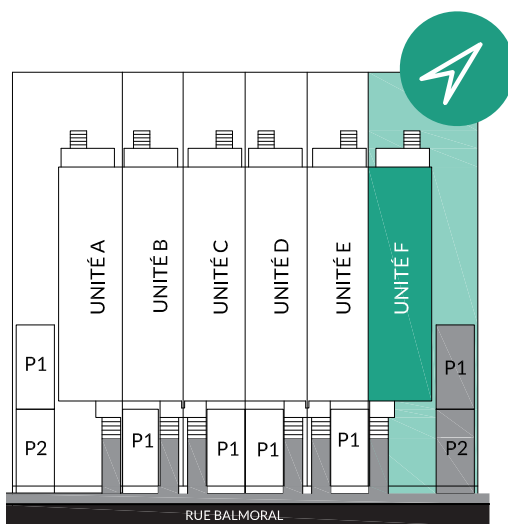 UNITÉ A
UNITÉ B
UNITÉ C
UNITÉ D
UNITÉ E
UNITÉ F
P1
P1
P2
P1
P1
P1
P1
P2
RUE BALMORAL